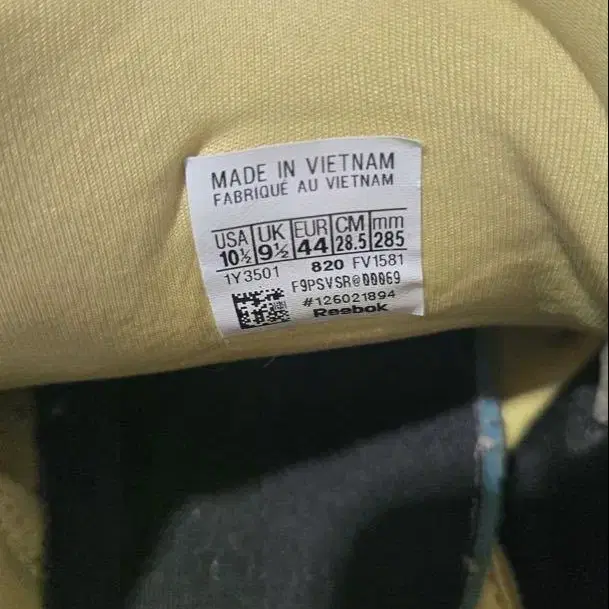 MADE IN VIETNAM
FABRIQUÉ AU VIETNAM
USA UK EUR CM mm
10½ 9½ 44 28.5 285
1Y3501 820 FV1581
F9PSVSR@00069
#126021894
Reebok